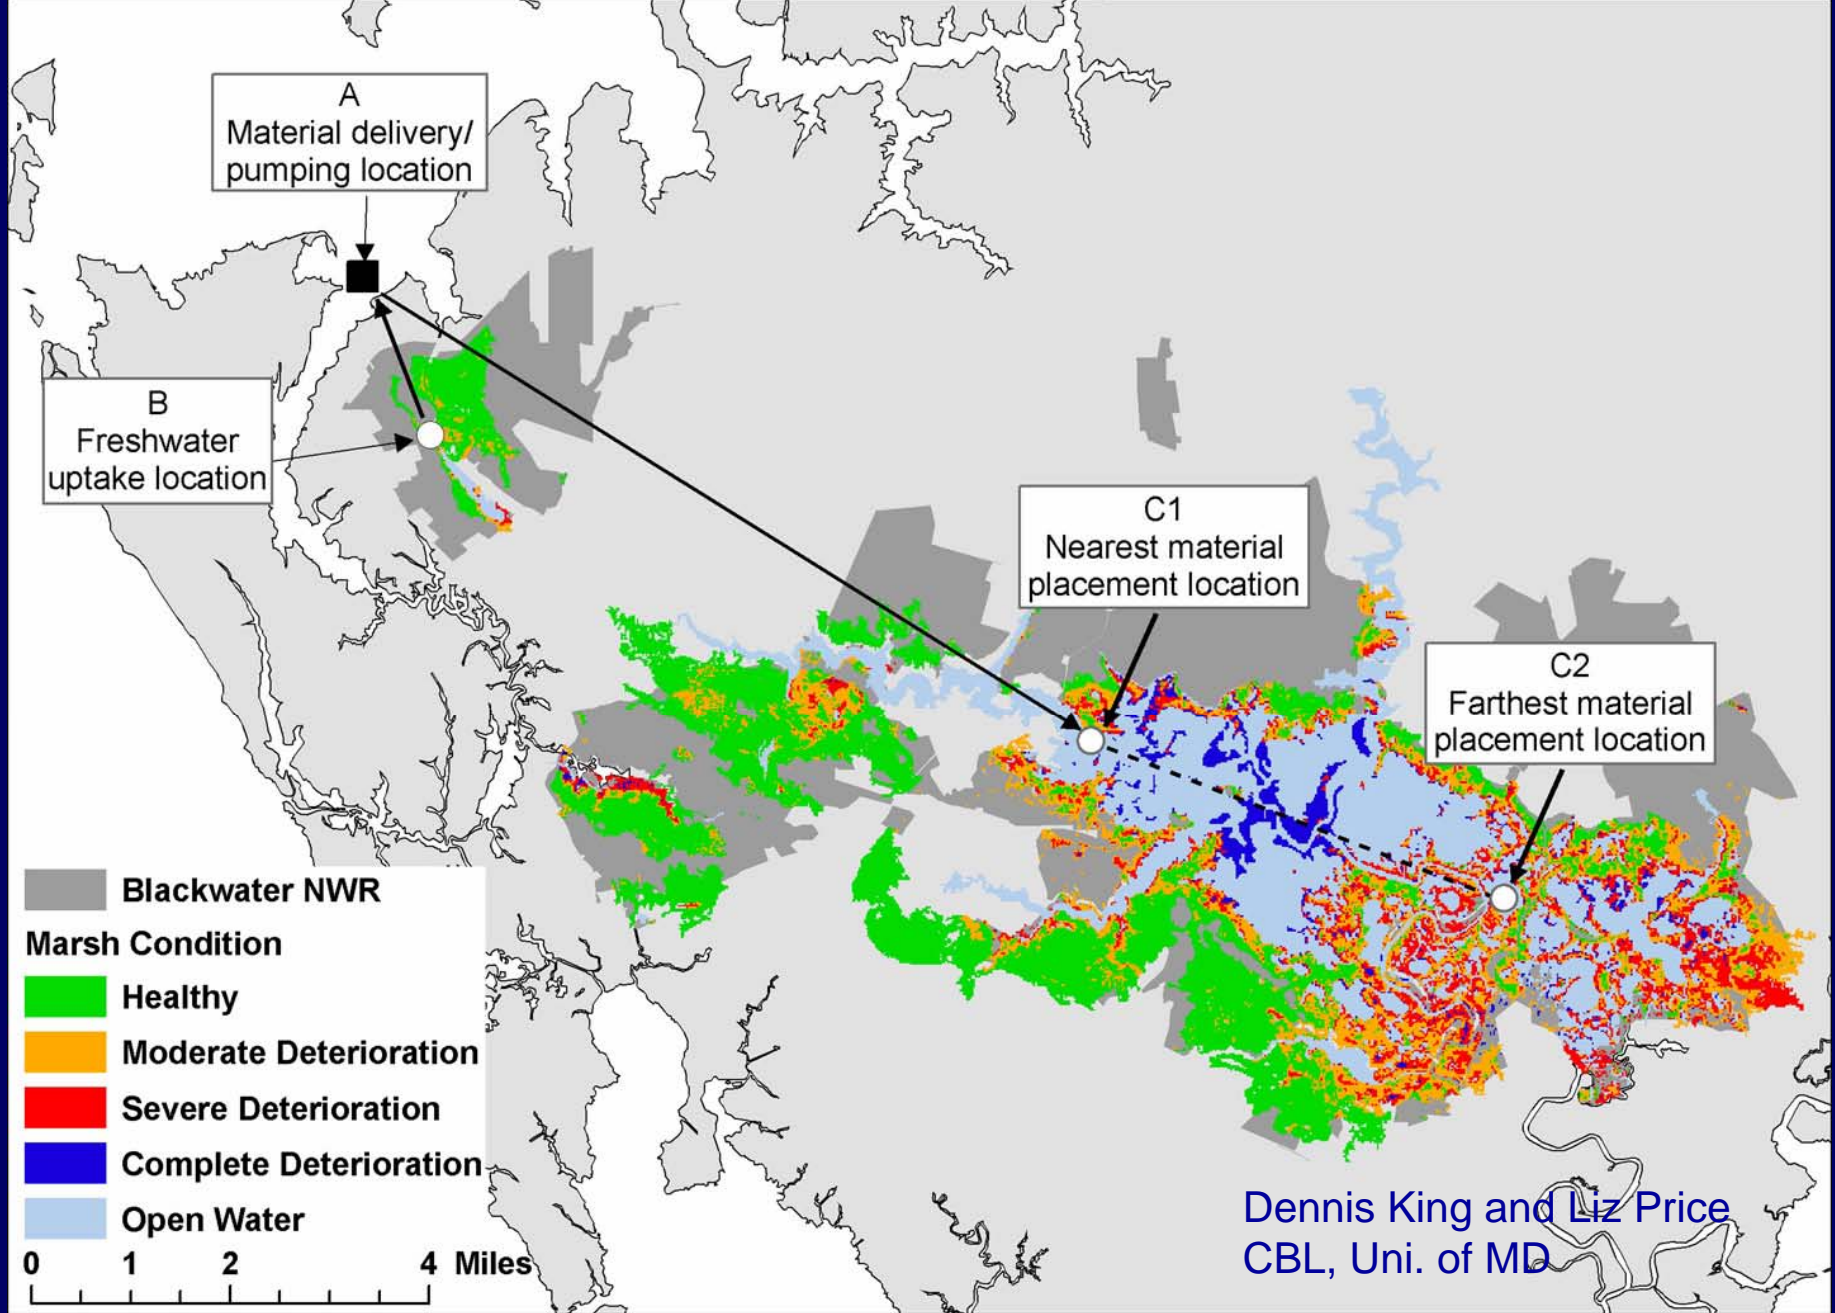 A
Material delivery/
pumping location
B
Freshwater
uptake location
C1
Nearest material
placement location
C2
Farthest material
placement location
Blackwater NWR
Marsh Condition
Healthy
Moderate Deterioration
Severe Deterioration
Complete Deterioration
Open Water
0 1 2 4 Miles
Dennis King and Liz Price
CBL, Uni. of MD